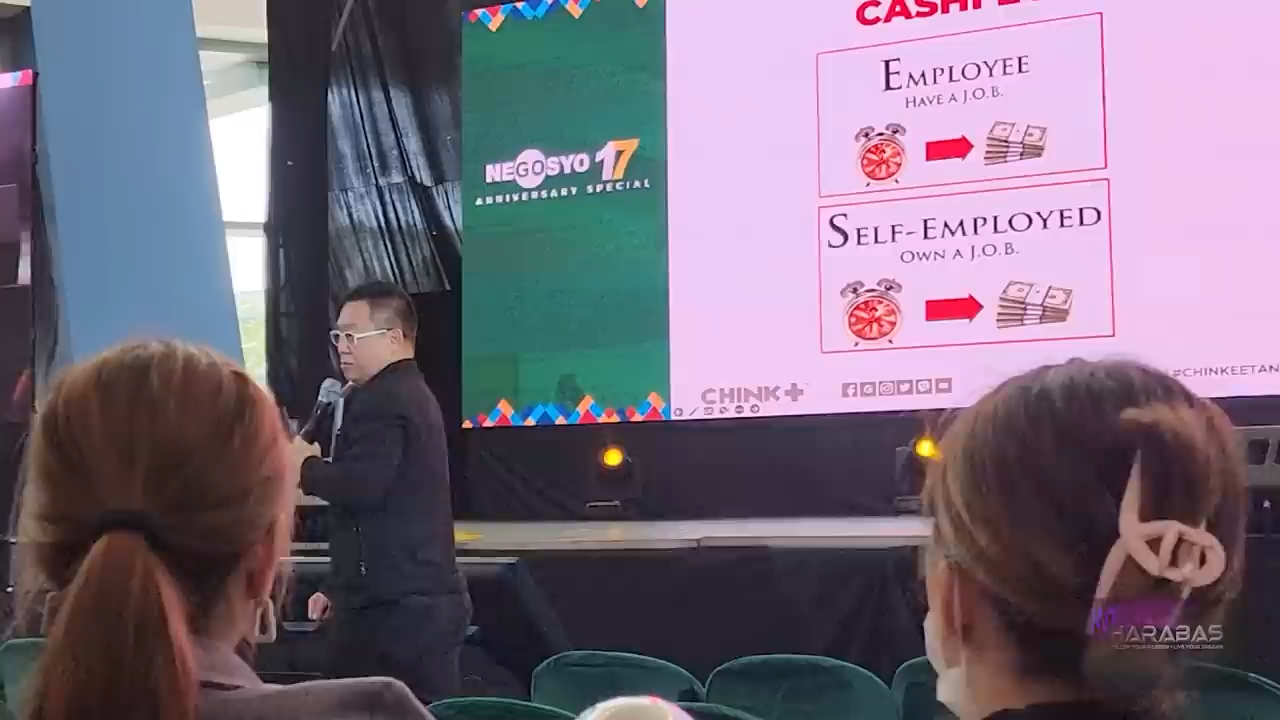 EMPLOYEE
HAVE A J.O.B.
NEGOSYO 17
ANNIVERSARY SPECIAL
SELF-EMPLOYED
OWN A J.O.B.
CHINK+
#CHINKEETAN
HARABAS